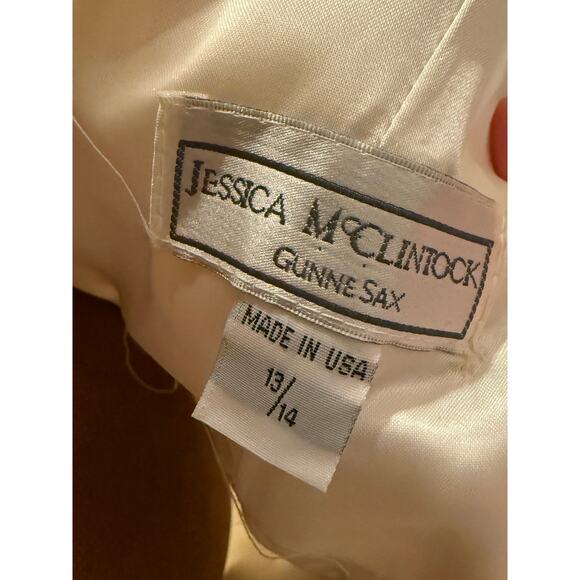 JESSICA McCLINTOCK
GUNNE SAX
MADE IN USA
13/14